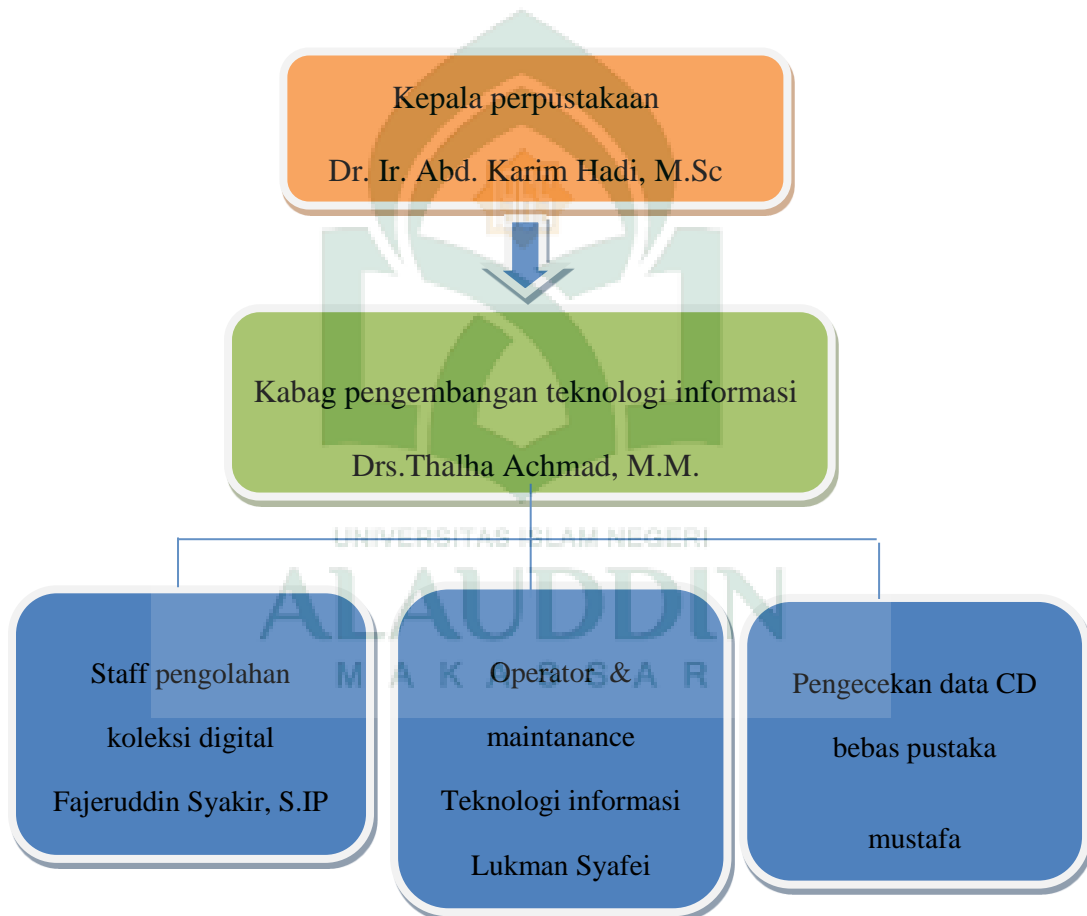 Kepala perpustakaan
Dr. Ir. Abd. Karim Hadi, M.Sc
Kabag pengembangan teknologi informasi
Drs.Thalha Achmad, M.M.
UNIVERSITAS ISLAM NEGERI
ALAUDDIN
M A K A S S A R
Staff pengolahan
koleksi digital
Fajeruddin Syakir, S.IP
Operator &
maintanance
Teknologi informasi
Lukman Syafei
Pengecekan data CD
bebas pustaka
mustafa